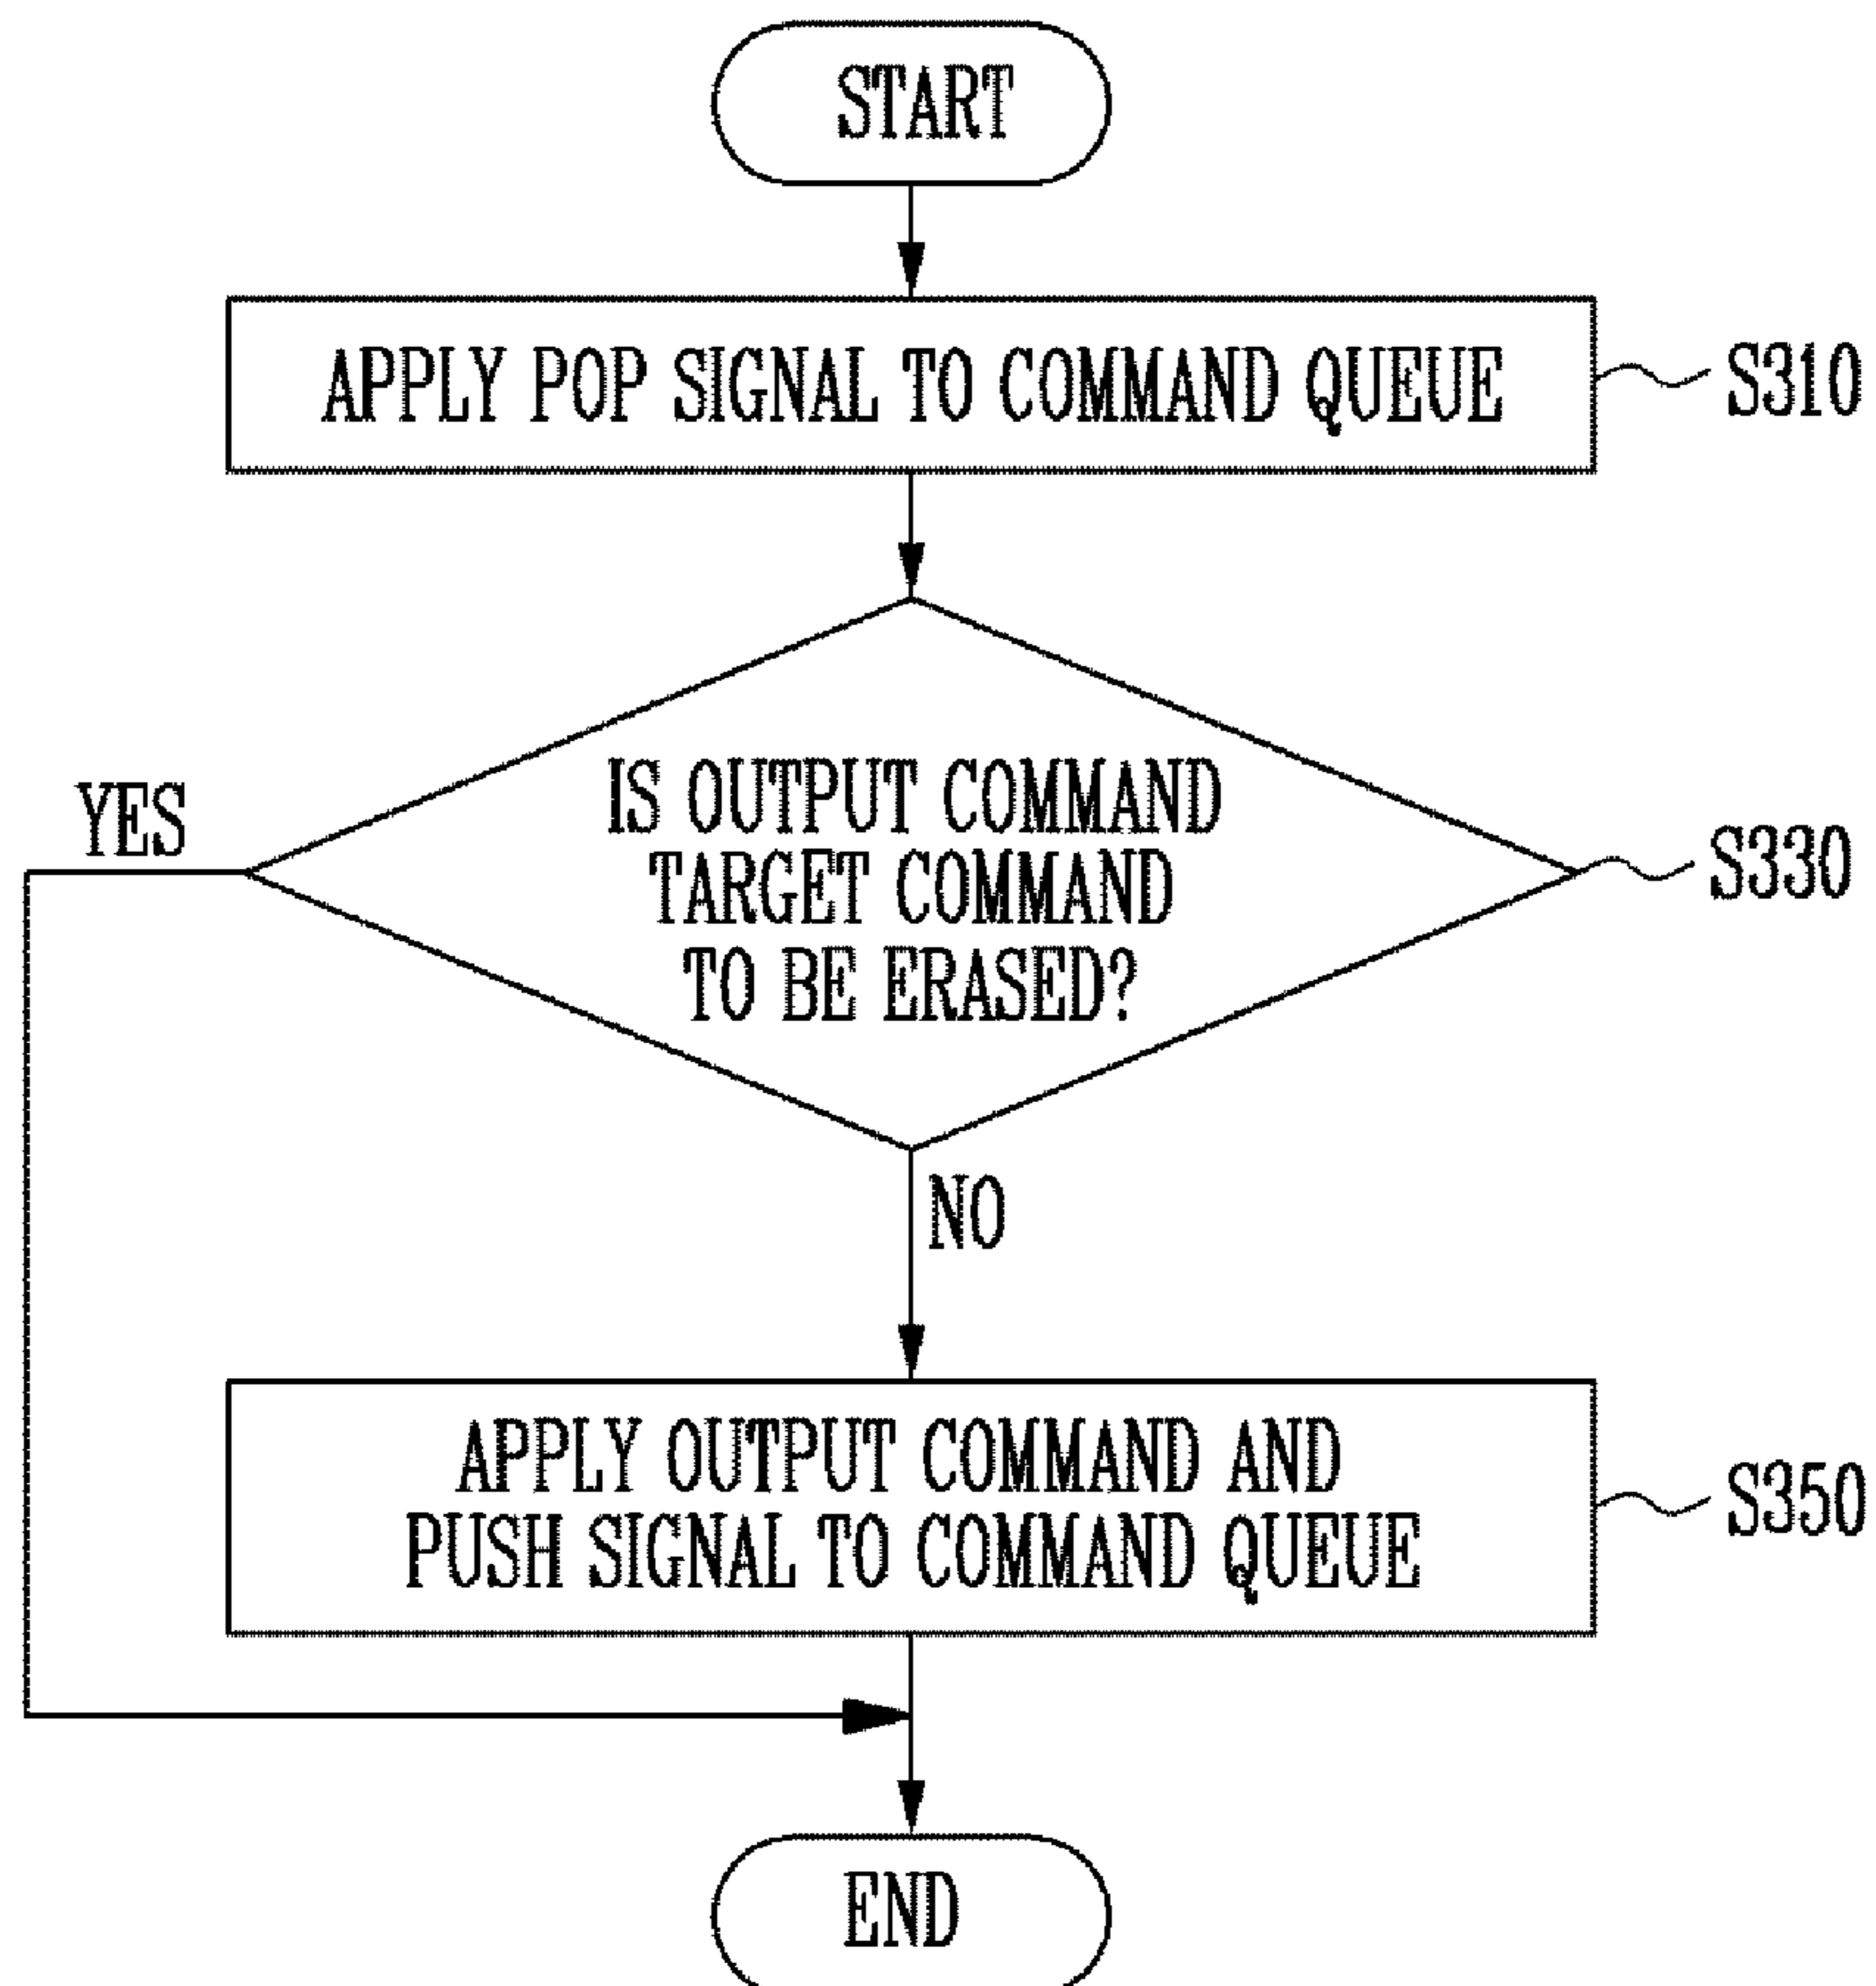 START
APPLY POP SIGNAL TO COMMAND QUEUE
S310
IS OUTPUT COMMAND
TARGET COMMAND
TO BE ERASED?
S330
YES
NO
APPLY OUTPUT COMMAND AND
PUSH SIGNAL TO COMMAND QUEUE
S350
END